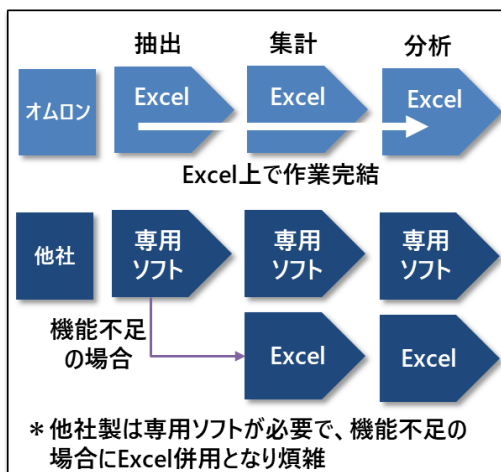 抽出 集計 分析
オムロン Excel Excel Excel
Excel上で作業完結
他社 専用 専用 専用
ソフト ソフト ソフト
機能不足
の場合 Excel Excel
＊他社製は専用ソフトが必要で、機能不足の
場合にExcel併用となり煩雑